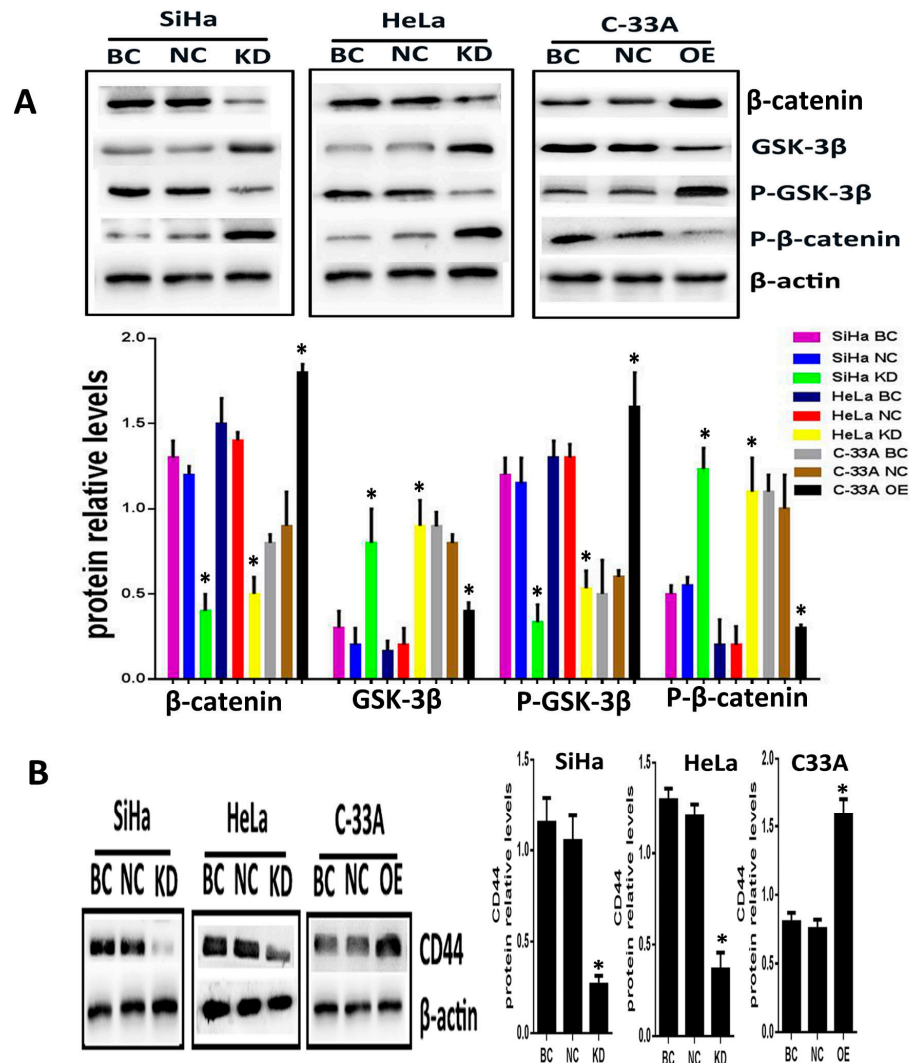 SiHa HeLa C-33A
BC NC KD BC NC KD BC NC OE
A
β-catenin
GSK-3β
P-GSK-3β
P-β-catenin
β-actin
protein relative levels
2.0
1.5
1.0
0.5
0.0
* * * * * * * * * * * *
β-catenin GSK-3β P-GSK-3β P-β-catenin
SiHa BC
SiHa NC
SiHa KD
HeLa BC
HeLa NC
HeLa KD
C-33A BC
C-33A NC
C-33A OE
B
SiHa HeLa C-33A
BC NC KD BC NC KD BC NC OE
CD44
β-actin
SiHa
CD44
protein relative levels
1.5
1.0
0.5
0.0
*
BC NC KD
HeLa
CD44
protein relative levels
1.5
1.0
0.5
0.0
*
BC NC KD
C33A
CD44
protein relative levels
2.0
1.5
1.0
0.5
0.0
*
BC NC OE